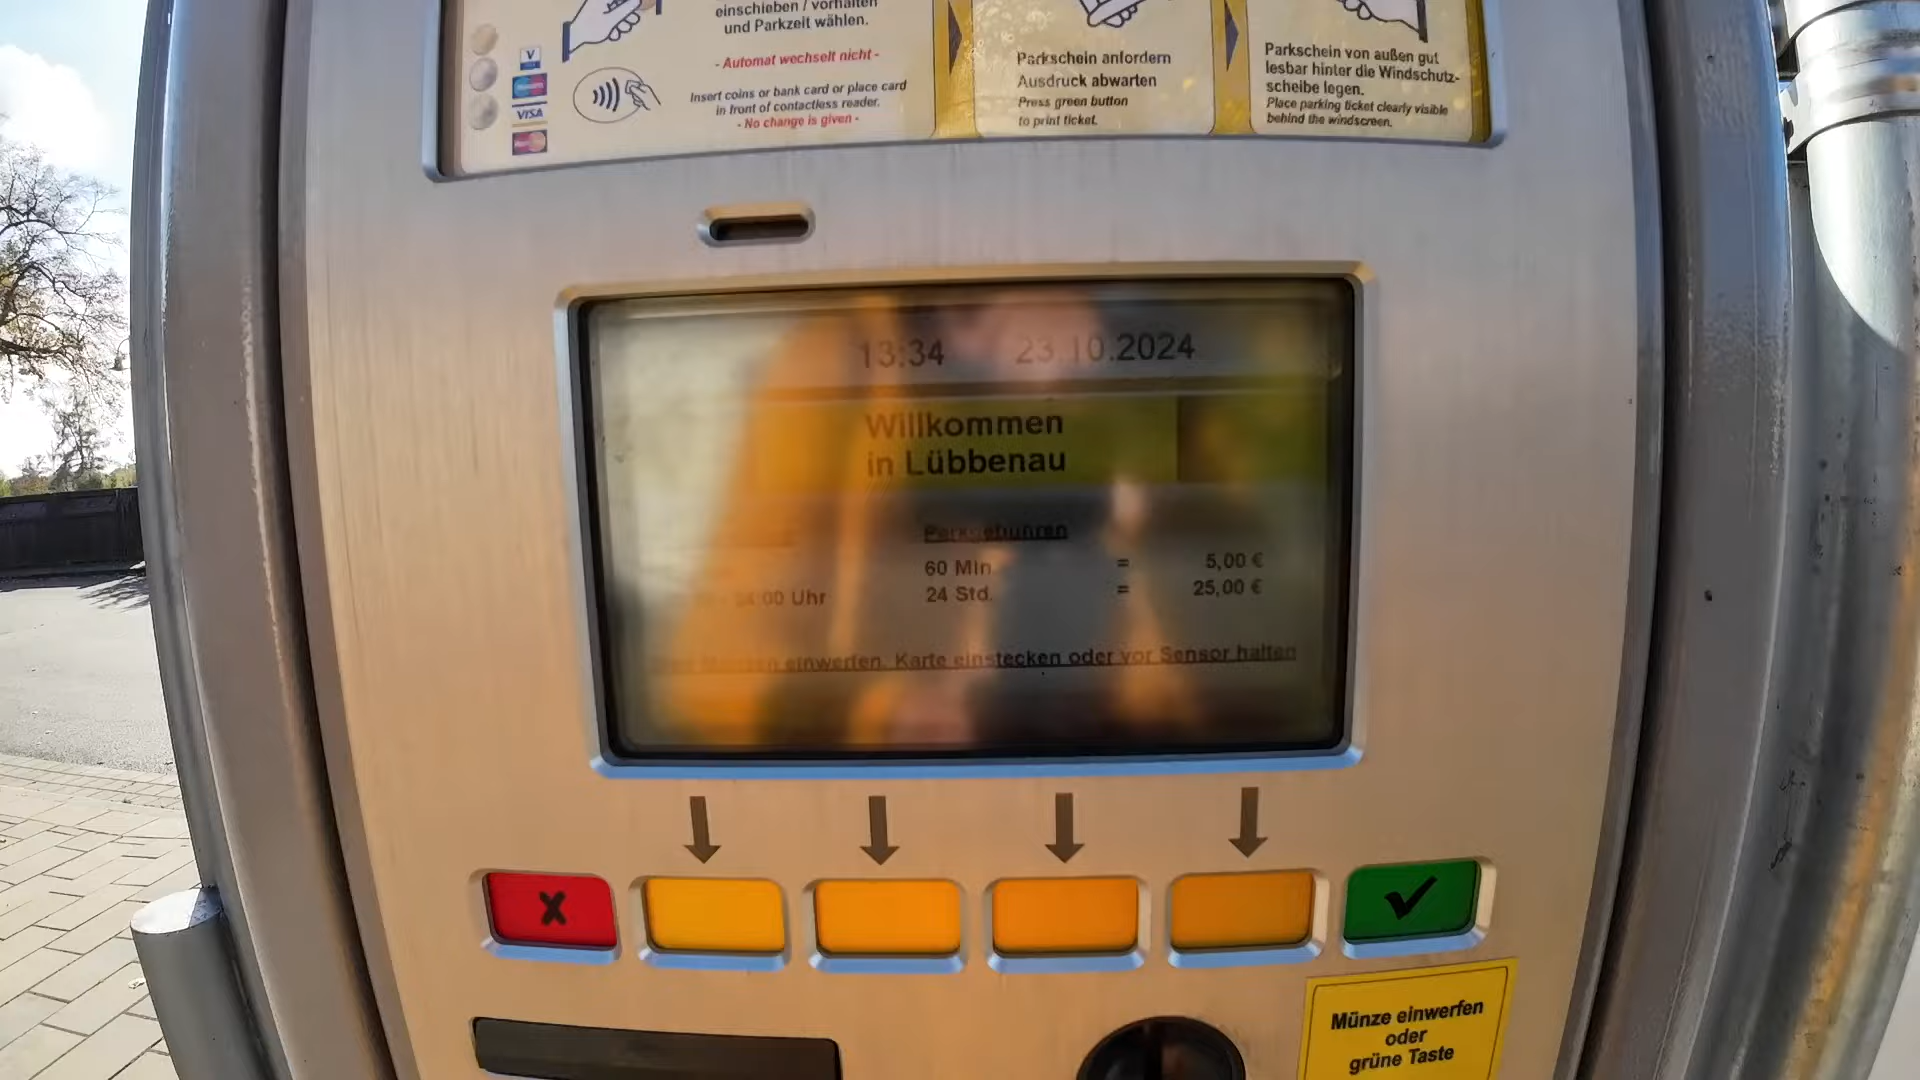 einschieben / vorhalten
und Parkzeit wählen.
- Automat wechselt nicht -
Insert coins or bank card or place card
in front of contactless reader.
- No change is given -
V
VISA
Parkschein anfordern
Ausdruck abwarten
Press green button
to print ticket.
Parkschein von außen gut
lesbar hinter die Windschutz-
scheibe legen.
Place parking ticket clearly visible
behind the windscreen.
13:34 23.10.2024
Willkommen
in Lübbenau
Parkgebühren
60 Min. = 5,00 €
24 Std. = 25,00 €
24:00 Uhr
einwerfen, Karte einstecken oder vor Sensor halten
Münze einwerfen
oder
grüne Taste